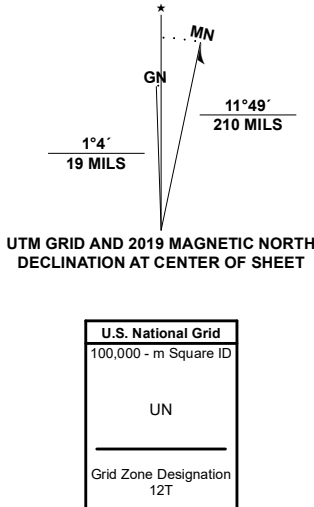 ★
MN
GN
11°49´
210 MILS
1°4´
19 MILS
UTM GRID AND 2019 MAGNETIC NORTH
DECLINATION AT CENTER OF SHEET
U.S. National Grid
100,000 - m Square ID
UN
Grid Zone Designation
12T